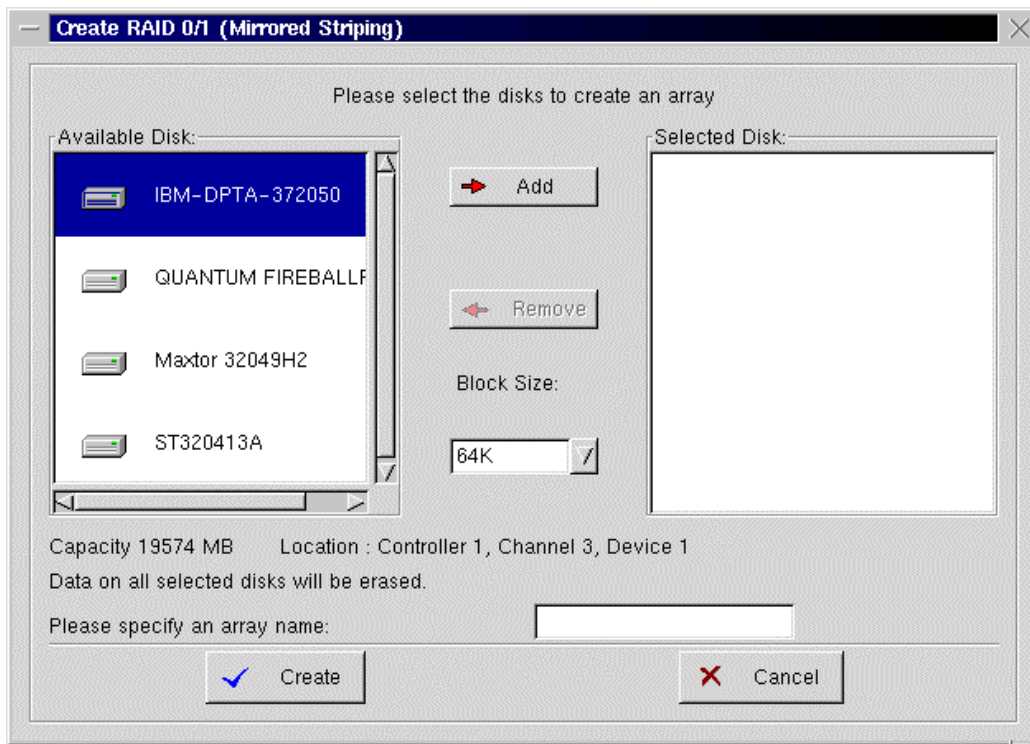 Create RAID 0/1 (Mirrored Striping)
Please select the disks to create an array
Available Disk:
Selected Disk:
IBM-DPTA-372050
Add
QUANTUM FIREBALLF
Remove
Maxtor 32049H2
Block Size:
ST320413A
64K
Capacity 19574 MB Location : Controller 1, Channel 3, Device 1
Data on all selected disks will be erased.
Please specify an array name:
Create
Cancel